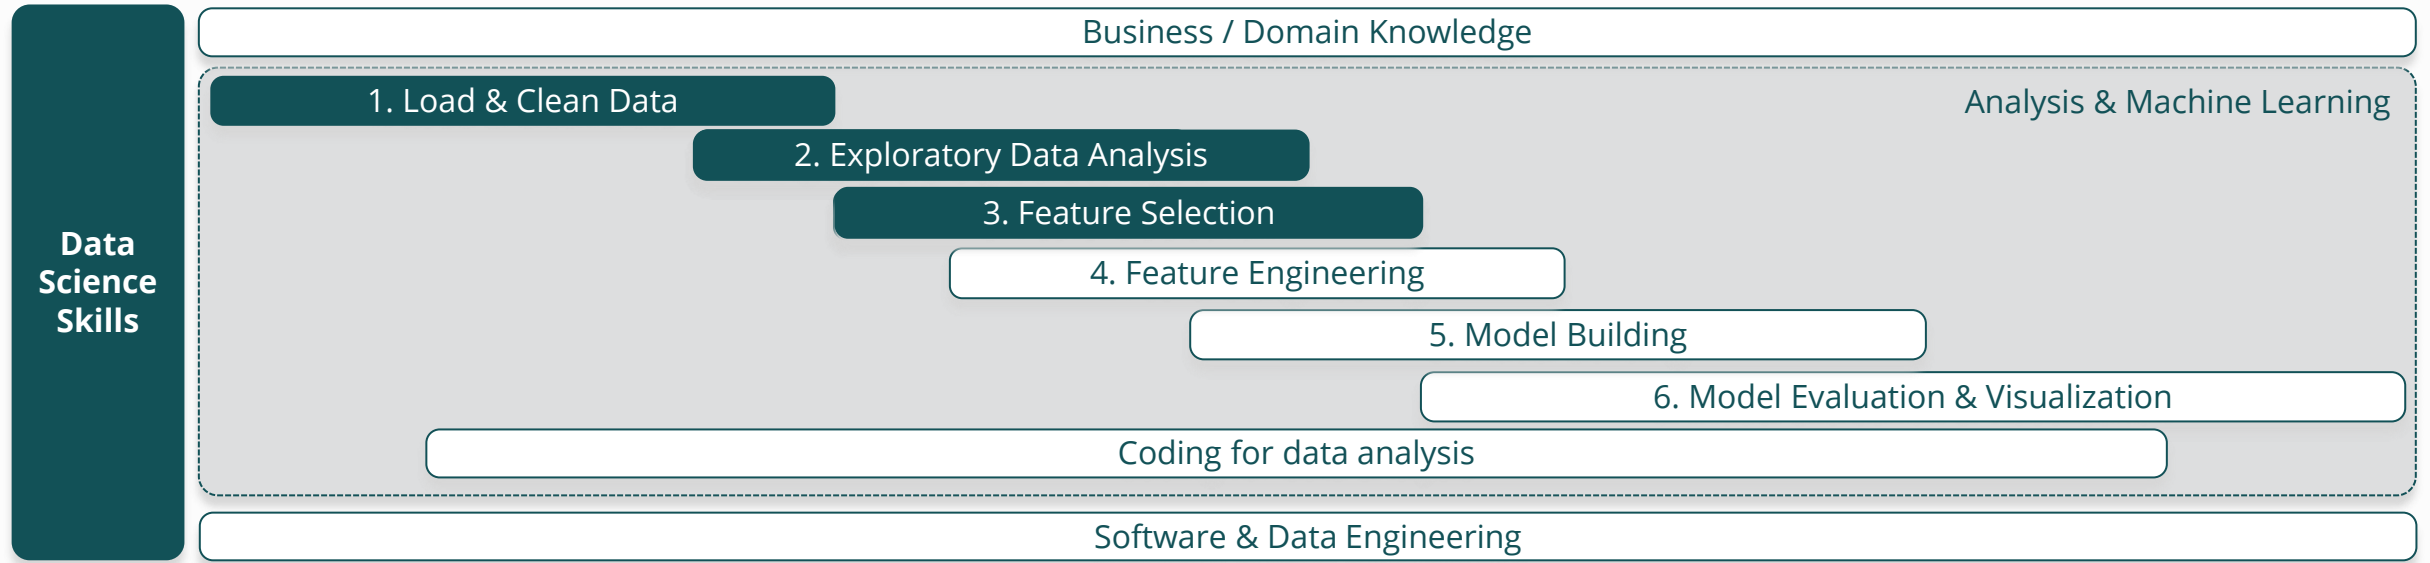 Business / Domain Knowledge
1. Load & Clean Data
Analysis & Machine Learning
2. Exploratory Data Analysis
3. Feature Selection
Data
Science
Skills
4. Feature Engineering
5. Model Building
6. Model Evaluation & Visualization
Coding for data analysis
Software & Data Engineering